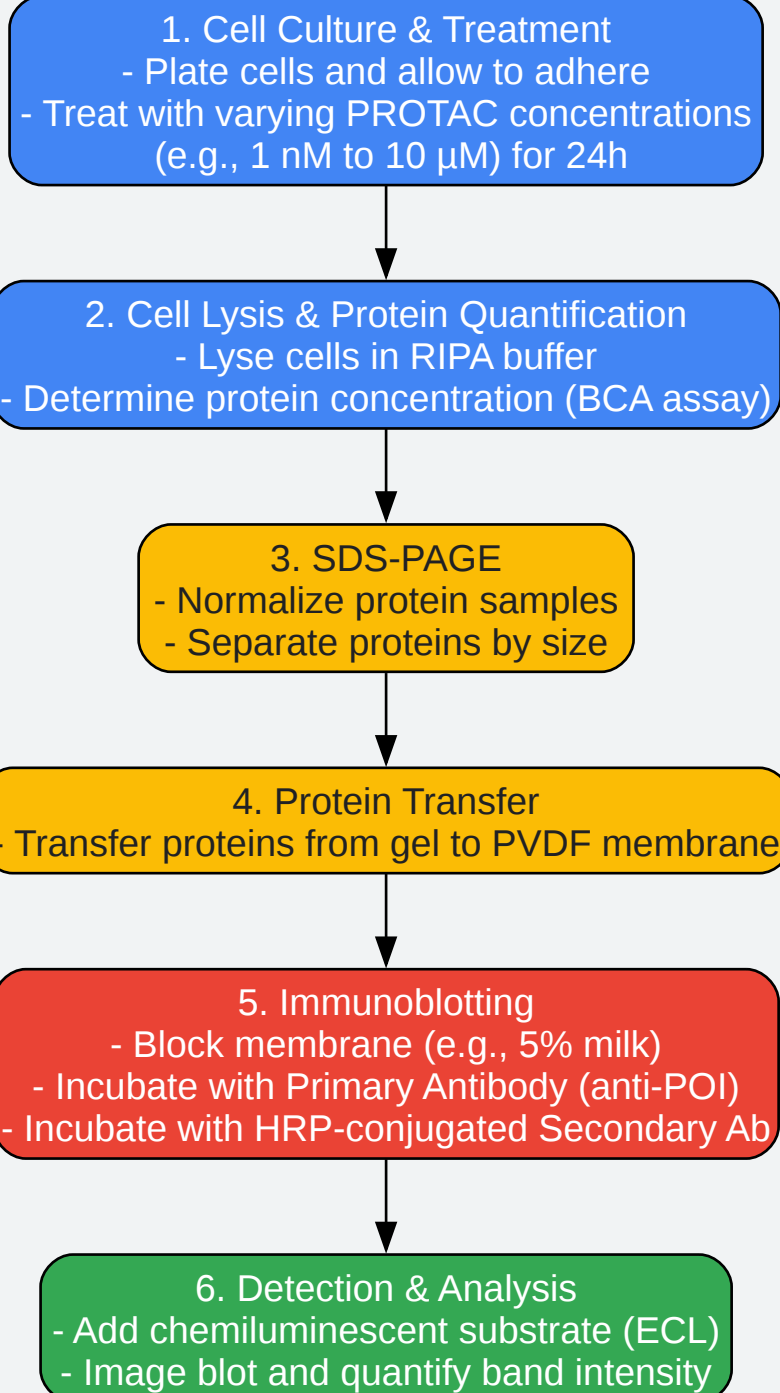 1. Cell Culture & Treatment
- Plate cells and allow to adhere
- Treat with varying PROTAC concentrations
(e.g., 1 nM to 10 µM) for 24h
2. Cell Lysis & Protein Quantification
- Lyse cells in RIPA buffer
- Determine protein concentration (BCA assay)
3. SDS-PAGE
- Normalize protein samples
- Separate proteins by size
4. Protein Transfer
- Transfer proteins from gel to PVDF membrane
5. Immunoblotting
- Block membrane (e.g., 5% milk)
- Incubate with Primary Antibody (anti-POI)
- Incubate with HRP-conjugated Secondary Ab
6. Detection & Analysis
- Add chemiluminescent substrate (ECL)
- Image blot and quantify band intensity